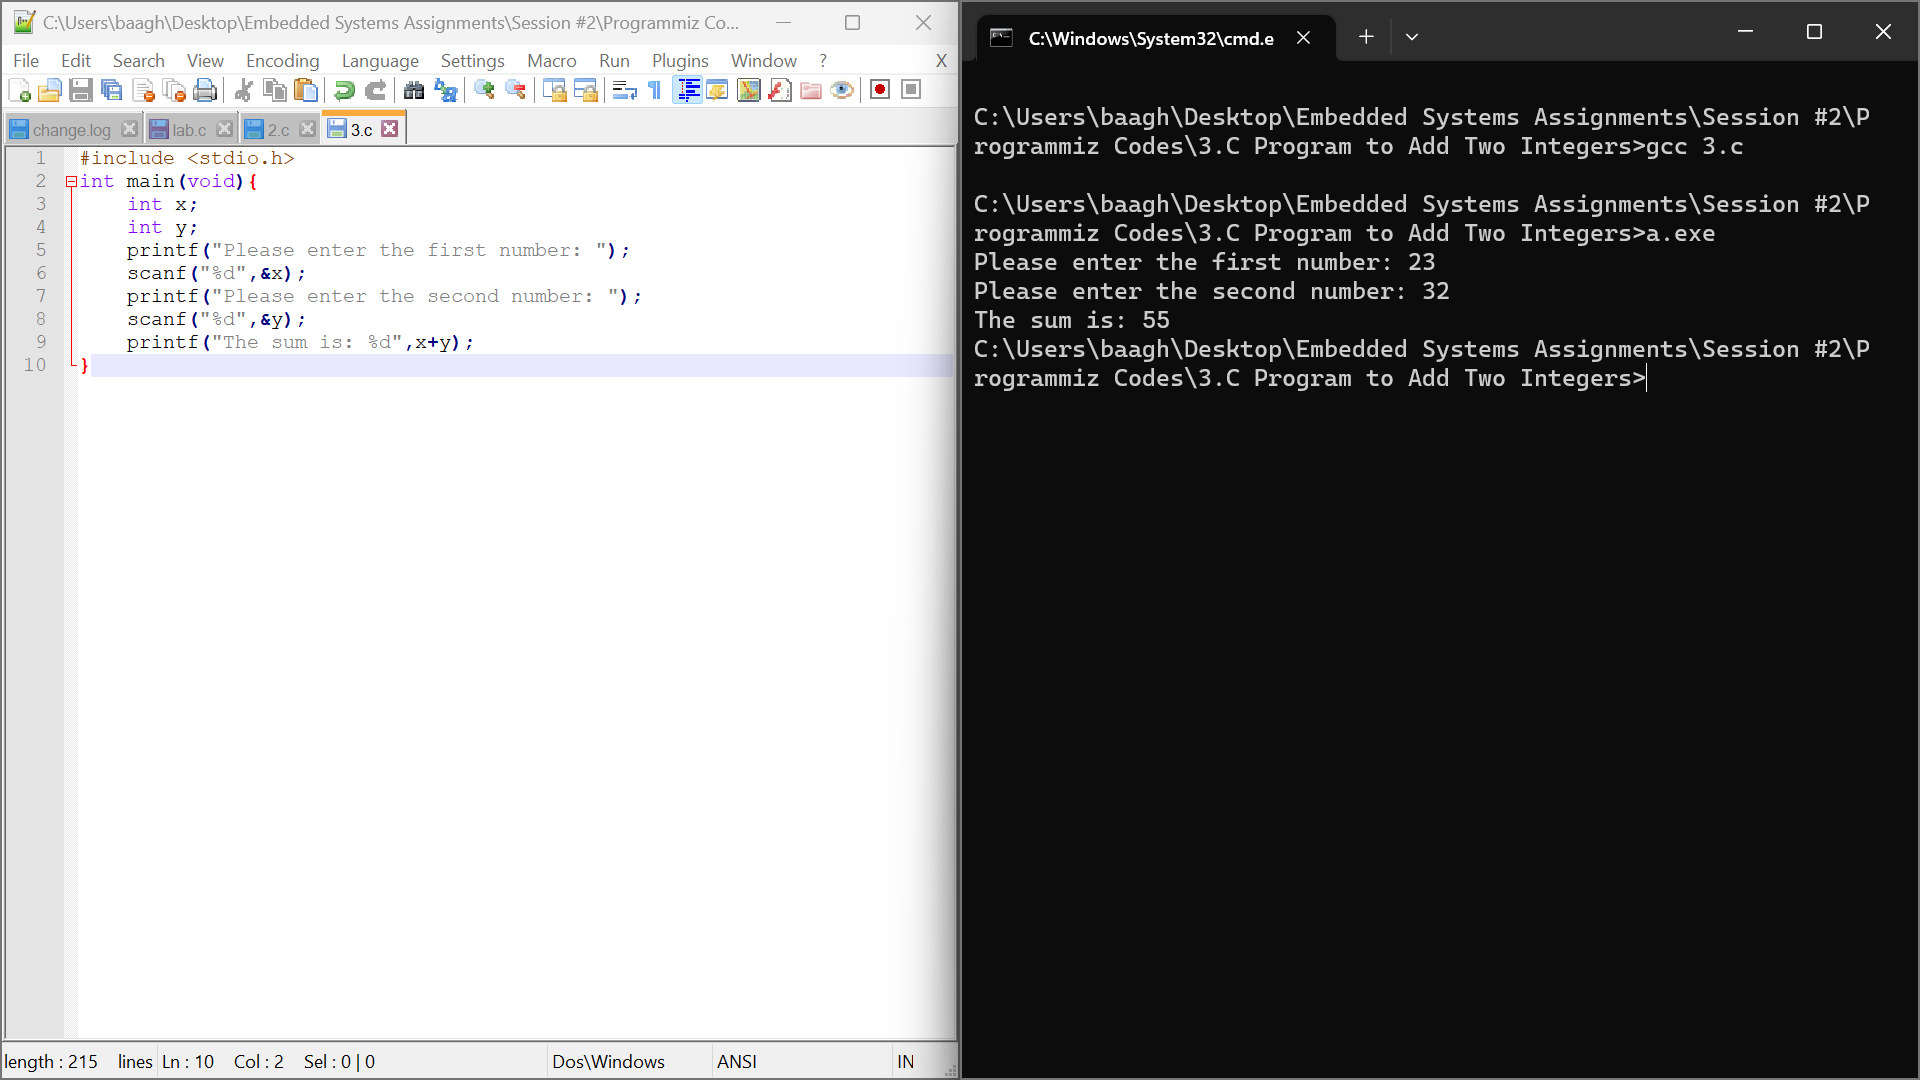 C:\Users\baagh\Desktop\Embedded Systems Assignments\Session #2\Programmiz Co...
File Edit Search View Encoding Language Settings Macro Run Plugins Window ? X
change.log lab.c 2.c 3.c
1 #include <stdio.h>
2 int main(void){
3 int x;
4 int y;
5 printf("Please enter the first number: ");
6 scanf("%d",&x);
7 printf("Please enter the second number: ");
8 scanf("%d",&y);
9 printf("The sum is: %d",x+y);
10 }
length : 215 lines Ln : 10 Col : 2 Sel : 0 | 0 Dos\Windows ANSI IN
C:\Windows\System32\cmd.e
C:\Users\baagh\Desktop\Embedded Systems Assignments\Session #2\P
rogrammiz Codes\3.C Program to Add Two Integers>gcc 3.c
C:\Users\baagh\Desktop\Embedded Systems Assignments\Session #2\P
rogrammiz Codes\3.C Program to Add Two Integers>a.exe
Please enter the first number: 23
Please enter the second number: 32
The sum is: 55
C:\Users\baagh\Desktop\Embedded Systems Assignments\Session #2\P
rogrammiz Codes\3.C Program to Add Two Integers>